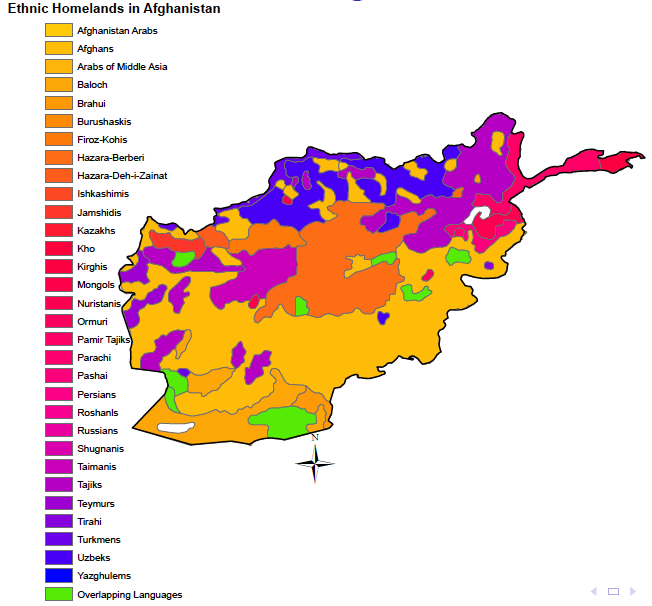 Ethnic Homelands in Afghanistan
Afghanistan Arabs
Afghans
Arabs of Middle Asia
Baloch
Brahui
Burushaskis
Firoz-Kohis
Hazara-Berberi
Hazara-Deh-i-Zainat
Ishkashimis
Jamshidis
Kazakhs
Kho
Kirghis
Mongols
Nuristanis
Ormuri
Pamir Tajiks
Parachi
Pashai
Persians
Roshanls
Russians
Shugnanis
Taimanis
Tajiks
Teymurs
Tirahi
Turkmens
Uzbeks
Yazghulems
Overlapping Languages
N